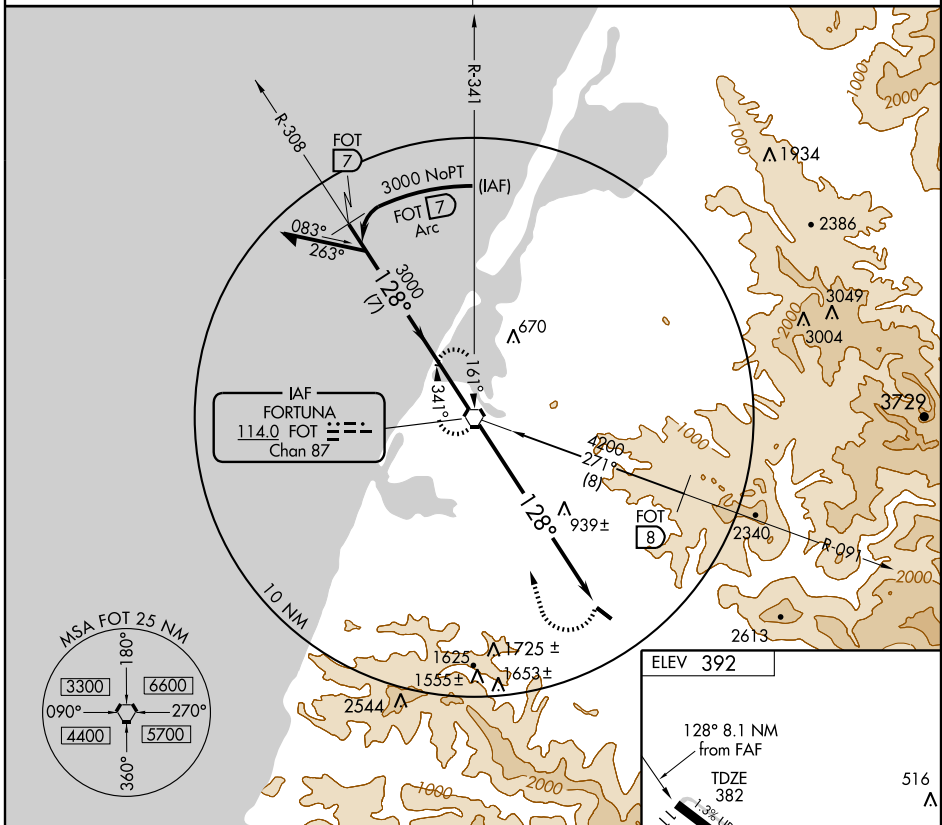 R-341
R-308
FOT
7
3000 NoPT
(IAF)
FOT 7
Arc
083°
263°
3000
128°
(7)
1000
2000
1000
1934
2386
3049
2000
3004
3729
670
161°
341°
IAF
FORTUNA
114.0 FOT
Chan 87
1000
4200
271°
(8)
128°
939±
FOT
8
2340
R-091
2000
10 NM
2613
1725 ±
1625
1555±
1653±
2544
1000
2000
MSA FOT 25 NM
180°
3300
6600
090°
270°
4400
5700
360°
ELEV 392
128° 8.1 NM
from FAF
TDZE
382
516